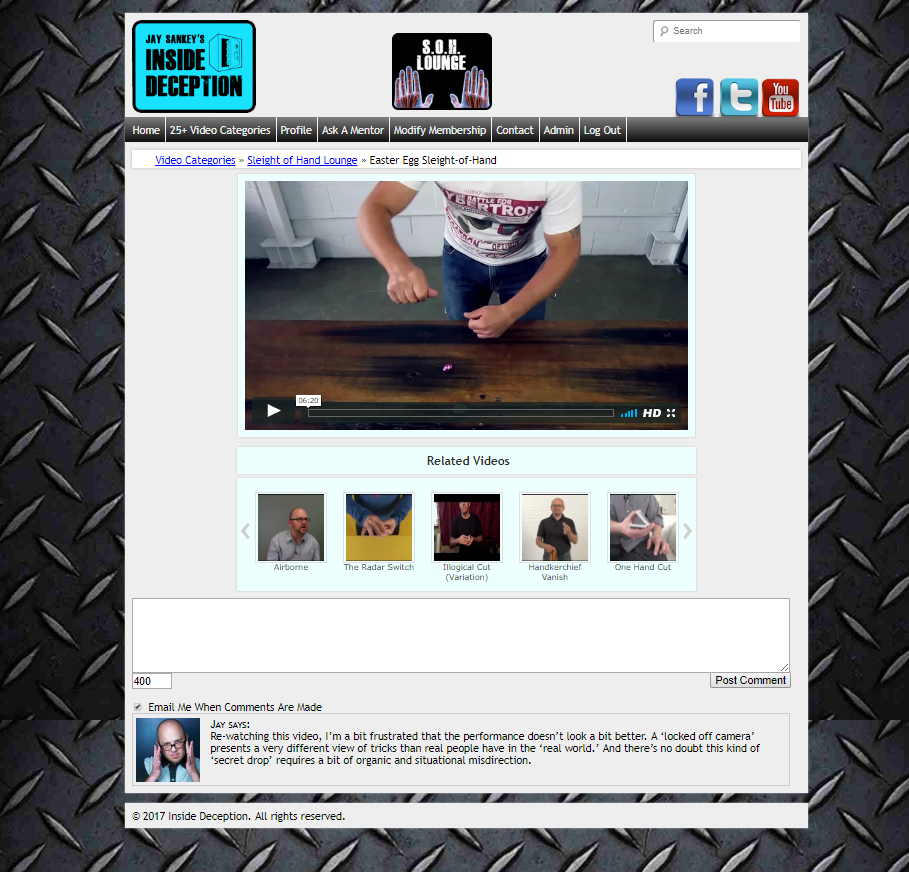 JAY SANKEY'S
INSIDE
DECEPTION
S.O.H.
LOUNGE
Search
f
t
You
Tube
Home
25+ Video Categories
Profile
Ask A Mentor
Modify Membership
Contact
Admin
Log Out
Video Categories » Sleight of Hand Lounge » Easter Egg Sleight-of-Hand
BATTLE FOR
YBERTRON
06:20
HD
Related Videos
Airborne
The Radar Switch
Illogical Cut
(Variation)
Handkerchief
Vanish
One Hand Cut
400
Post Comment
Email Me When Comments Are Made
Jay says:
Re-watching this video, I’m a bit frustrated that the performance doesn’t look a bit better. A ‘locked off camera’
presents a very different view of tricks than real people have in the ‘real world.’ And there’s no doubt this kind of
‘secret drop’ requires a bit of organic and situational misdirection.
© 2017 Inside Deception. All rights reserved.